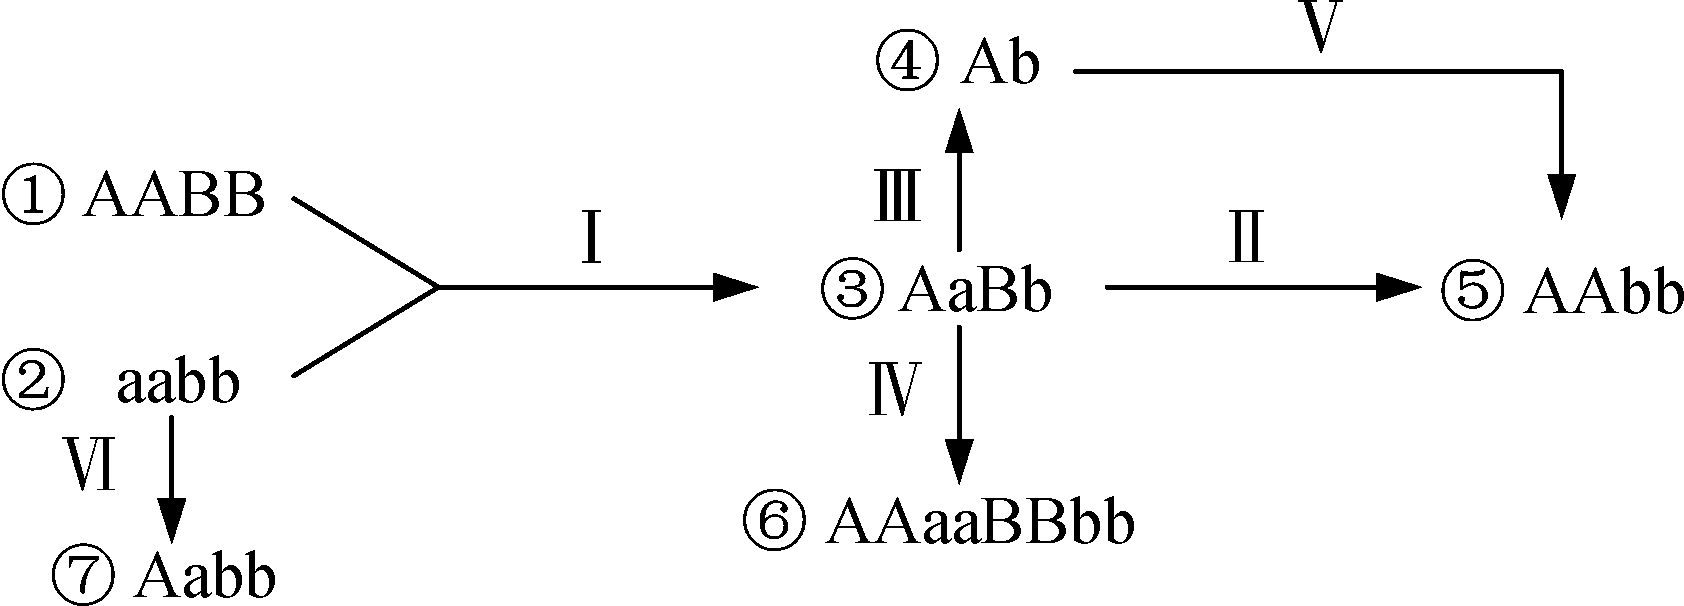 ④ Ab
Ⅴ
① AABB
Ⅰ
Ⅲ
Ⅱ
③ AaBb
⑤ AAbb
② aabb
Ⅳ
Ⅵ
⑥ AAaaBBbb
⑦ Aabb